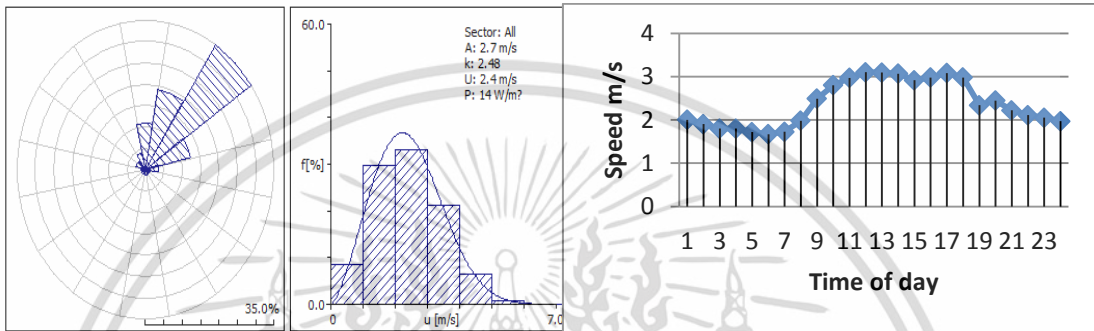 35.0%
60.0
Sector: All
A: 2.7 m/s
k: 2.48
U: 2.4 m/s
P: 14 W/m?
f[%]
0.0
0
u [m/s]
7.0
Speed m/s
4
3
2
1
0
1 3 5 7 9 11 13 15 17 19 21 23
Time of day